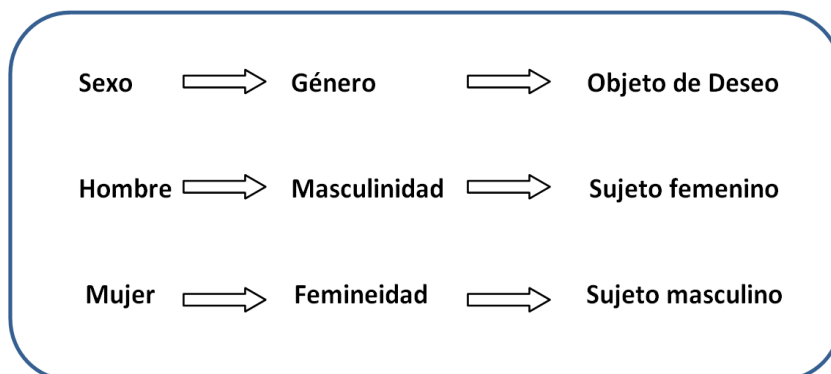 Sexo Género Objeto de Deseo
Hombre Masculinidad Sujeto femenino
Mujer Femineidad Sujeto masculino